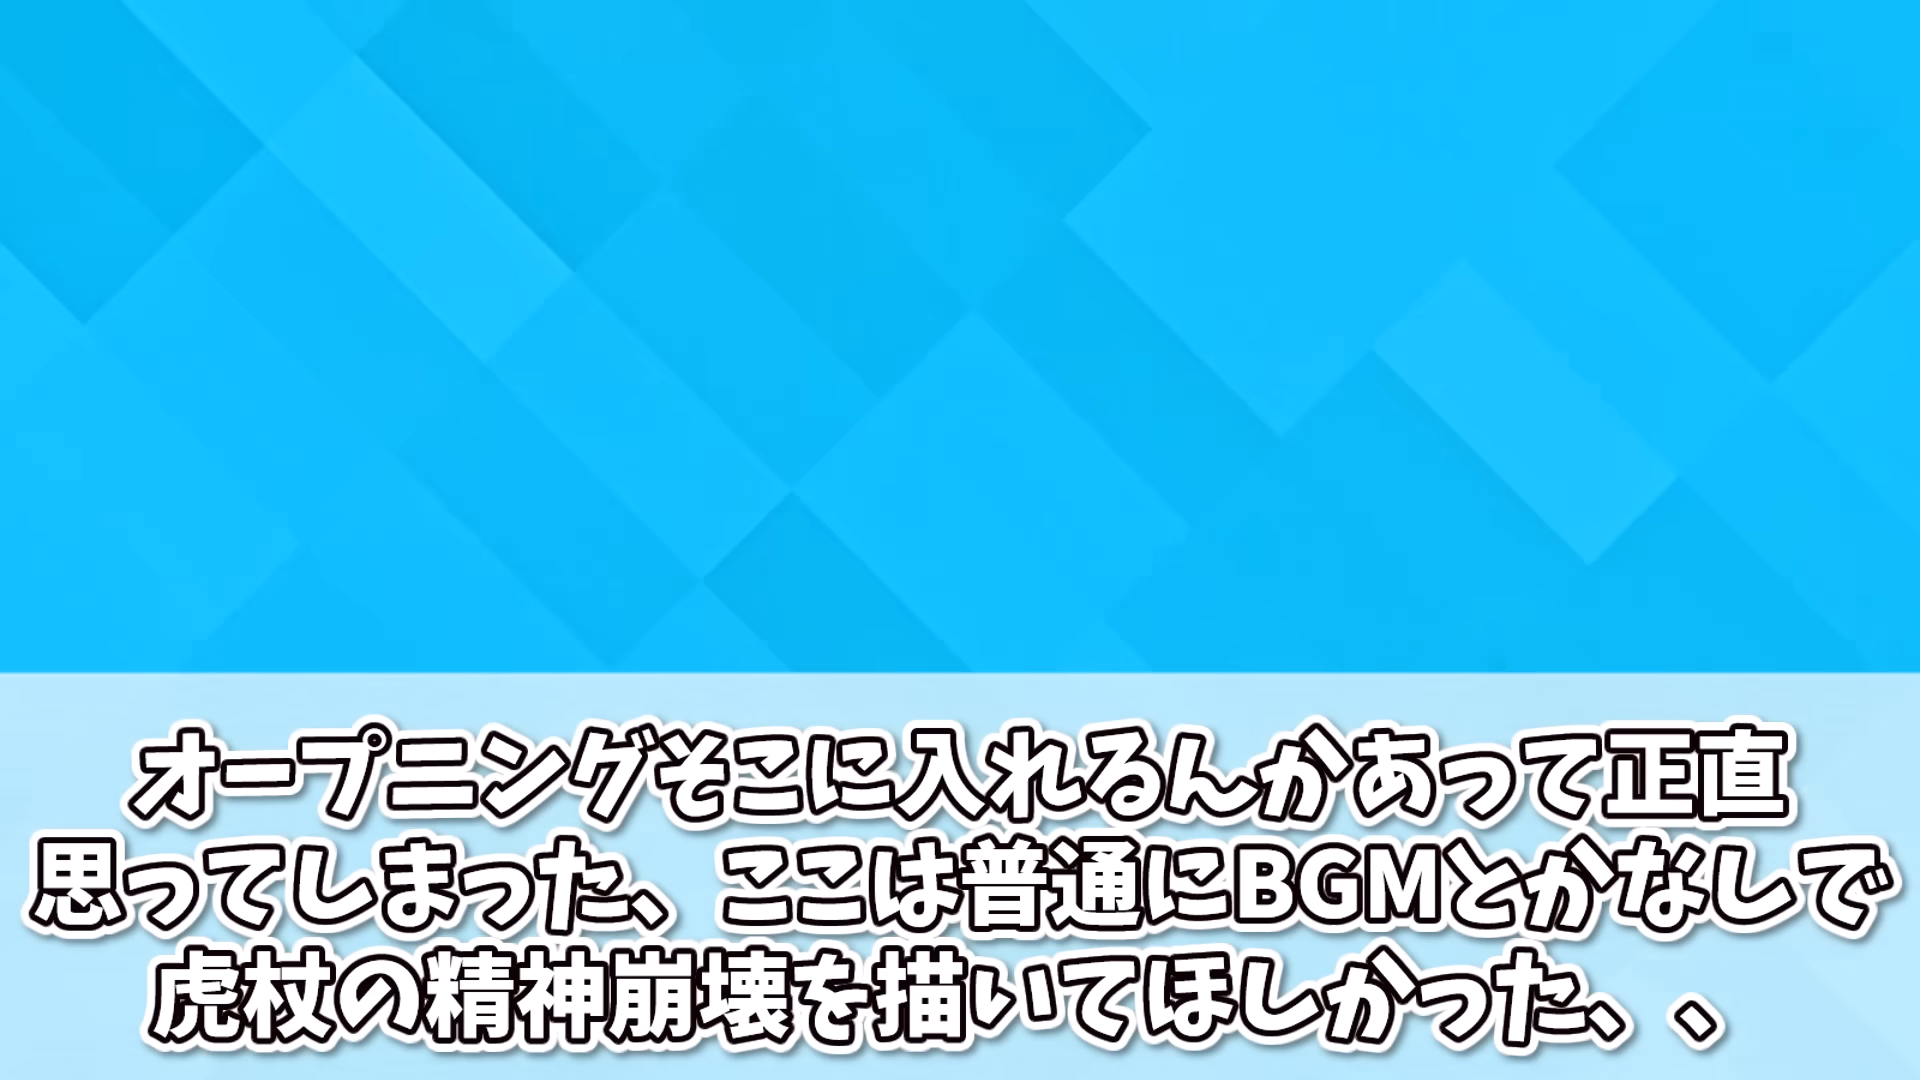 オープニングそこに入れるんかあって正直
思ってしまった、ここは普通にBGMとかなしで
虎杖の精神崩壊を描いてほしかった、、